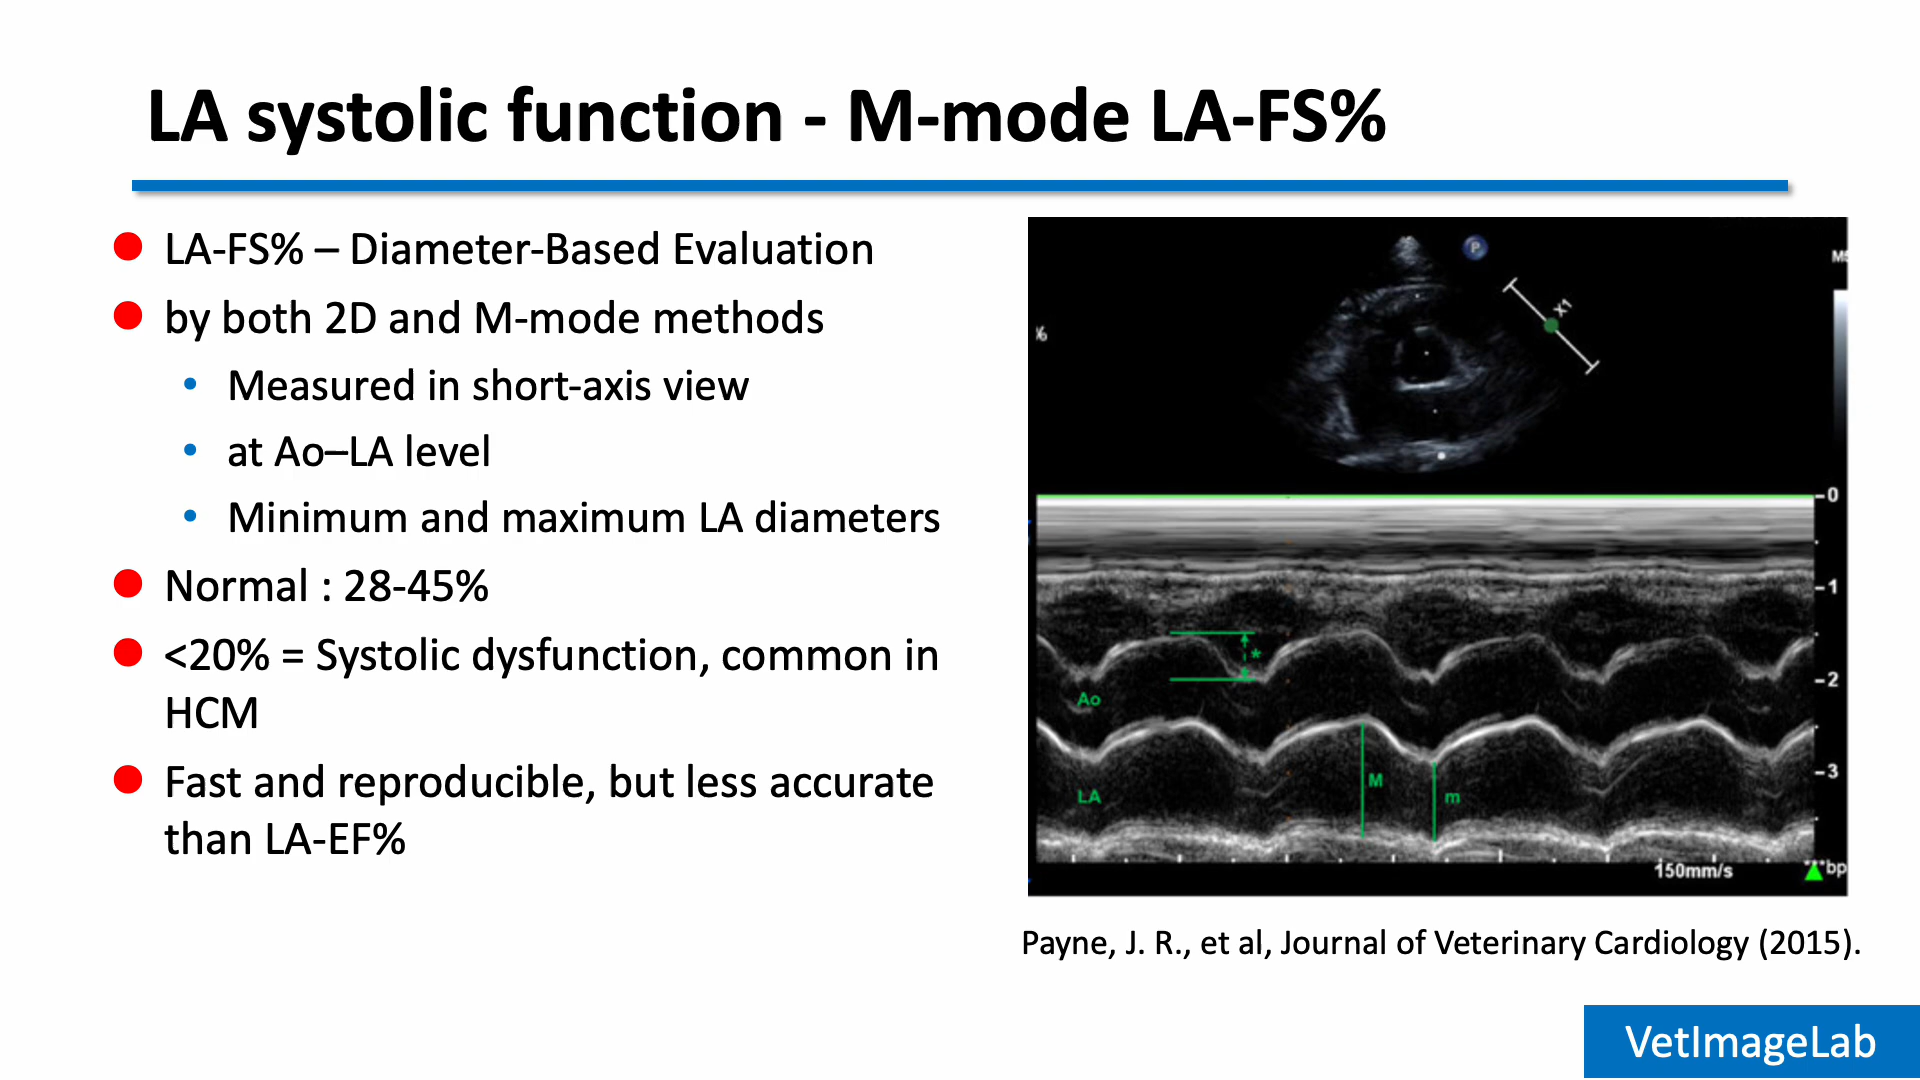 LA systolic function - M-mode LA-FS%
LA-FS% – Diameter-Based Evaluation
by both 2D and M-mode methods
Measured in short-axis view
at Ao–LA level
Minimum and maximum LA diameters
Normal : 28-45%
<20% = Systolic dysfunction, common in
HCM
Fast and reproducible, but less accurate
than LA-EF%
P
M5
X1
%
0
1
*
2
Ao
3
M
LA
m
150mm/s
***bp
Payne, J. R., et al, Journal of Veterinary Cardiology (2015).
VetImageLab